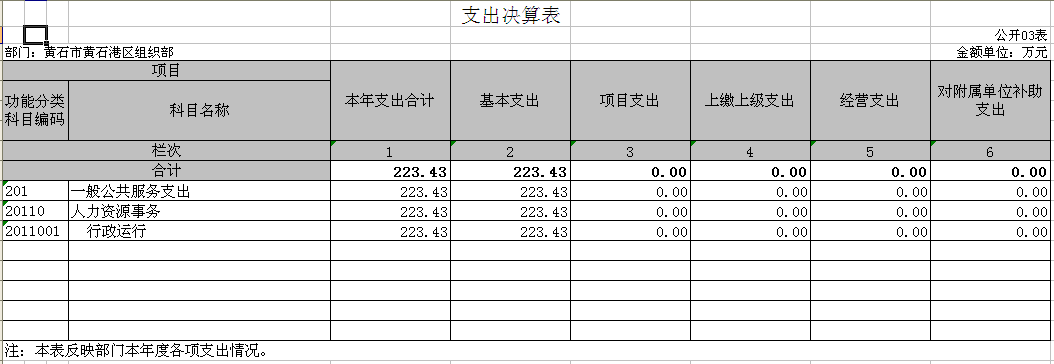 支出决算表
公开03表
部门：黄石市黄石港区组织部 金额单位：万元
项目 本年支出合计 基本支出 项目支出 上缴上级支出 经营支出 对附属单位补助支出
功能分类科目编码 科目名称
栏次 1 2 3 4 5 6
合计 223.43 223.43 0.00 0.00 0.00 0.00
201 一般公共服务支出 223.43 223.43 0.00 0.00 0.00 0.00
20110 人力资源事务 223.43 223.43 0.00 0.00 0.00 0.00
2011001 行政运行 223.43 223.43 0.00 0.00 0.00 0.00
注：本表反映部门本年度各项支出情况。